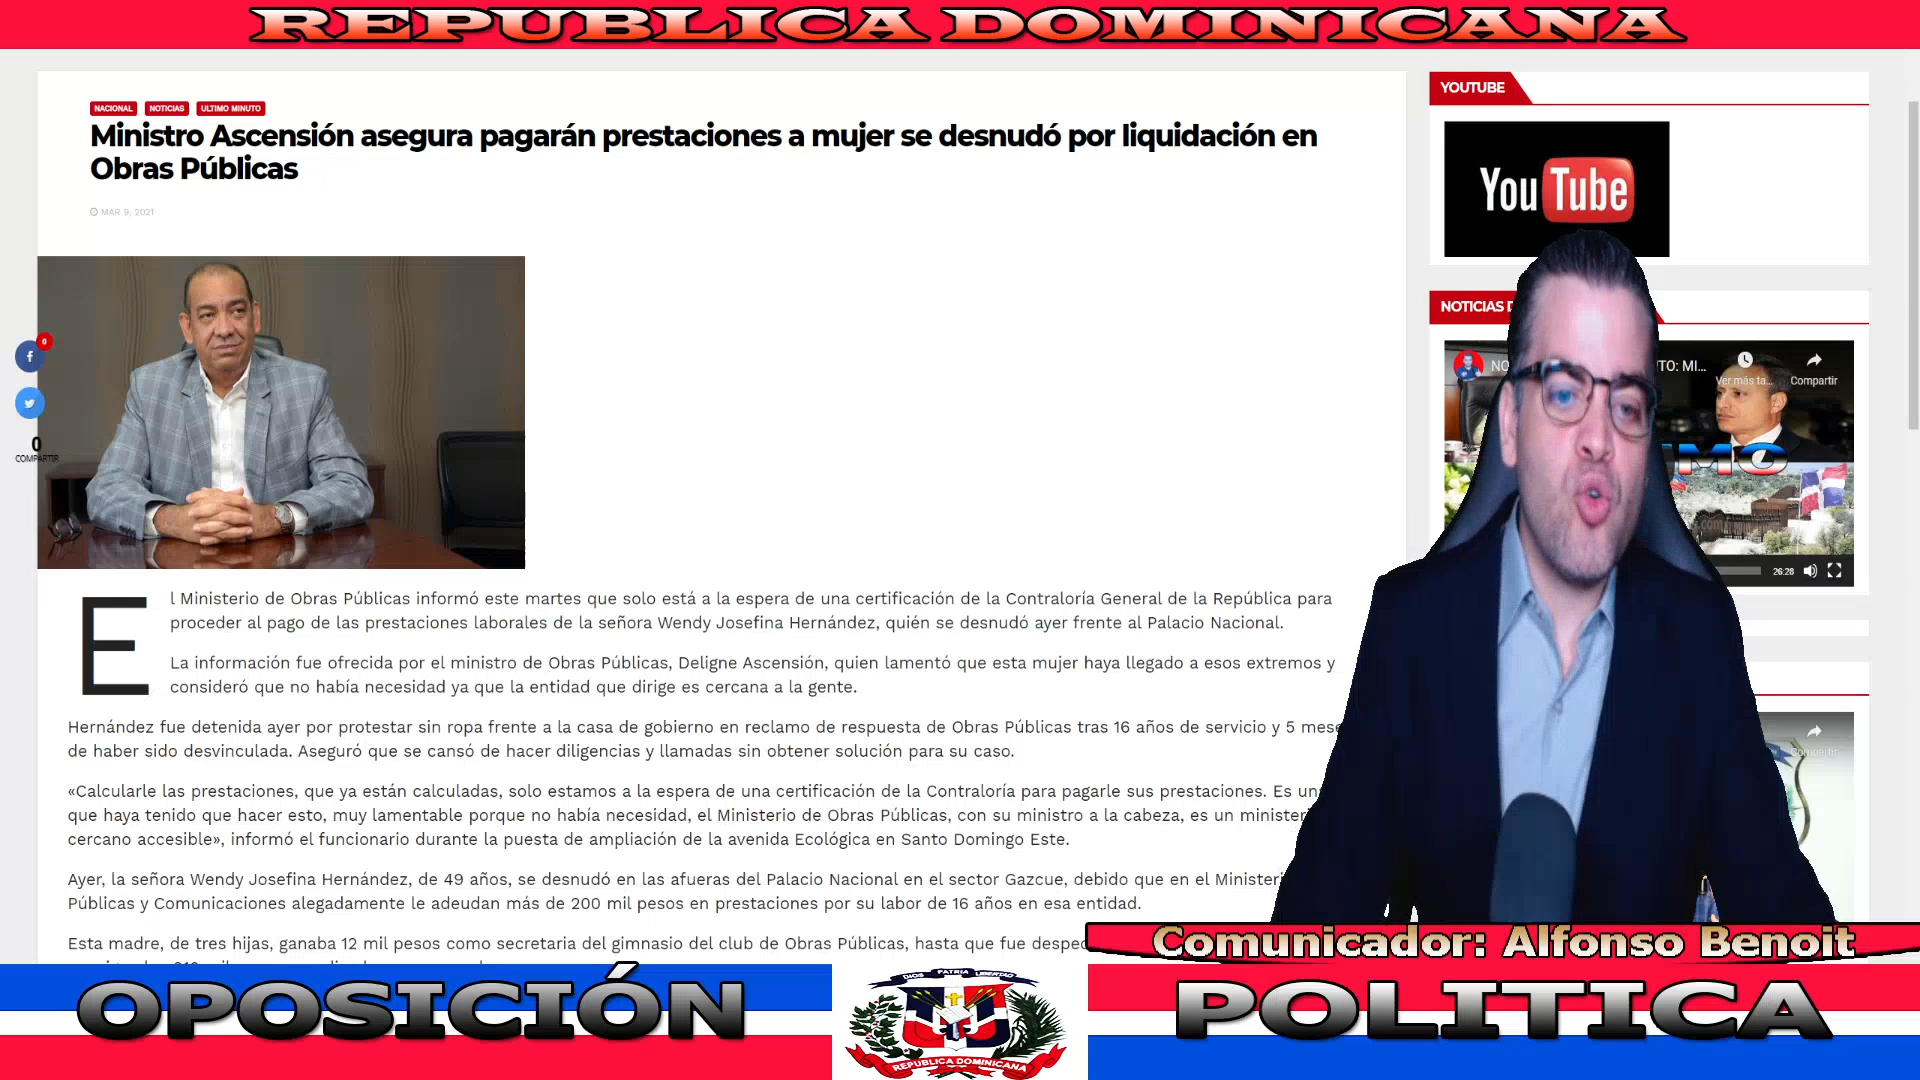 REPUBLICA DOMINICANA
NACIONAL NOTICIAS ULTIMO MINUTO
Ministro Ascensión asegura pagarán prestaciones a mujer se desnudó por liquidación en
Obras Públicas
MAR 9, 2021
0
0
COMPARTIR
El Ministerio de Obras Públicas informó este martes que solo está a la espera de una certificación de la Contraloría General de la República para
proceder al pago de las prestaciones laborales de la señora Wendy Josefina Hernández, quién se desnudó ayer frente al Palacio Nacional.
La información fue ofrecida por el ministro de Obras Públicas, Deligne Ascensión, quien lamentó que esta mujer haya llegado a esos extremos y
consideró que no había necesidad ya que la entidad que dirige es cercana a la gente.
Hernández fue detenida ayer por protestar sin ropa frente a la casa de gobierno en reclamo de respuesta de Obras Públicas tras 16 años de servicio y 5 mese
de haber sido desvinculada. Aseguró que se cansó de hacer diligencias y llamadas sin obtener solución para su caso.
«Calcularle las prestaciones, que ya están calculadas, solo estamos a la espera de una certificación de la Contraloría para pagarle sus prestaciones. Es una
que haya tenido que hacer esto, muy lamentable porque no había necesidad, el Ministerio de Obras Públicas, con su ministro a la cabeza, es un minister
cercano accesible», informó el funcionario durante la puesta de ampliación de la avenida Ecológica en Santo Domingo Este.
Ayer, la señora Wendy Josefina Hernández, de 49 años, se desnudó en las afueras del Palacio Nacional en el sector Gazcue, debido que en el Ministeri
Públicas y Comunicaciones alegadamente le adeudan más de 200 mil pesos en prestaciones por su labor de 16 años en esa entidad.
Esta madre, de tres hijas, ganaba 12 mil pesos como secretaria del gimnasio del club de Obras Públicas, hasta que fue desped
YOUTUBE
You Tube
NOTICIAS D
NO
TO: MI...
Ver más ta...
Compartir
IMO
26:28
Compartir
Comunicador: Alfonso Benoit
OPOSICIÓN
DIOS PATRIA LIBERTAD
REPUBLICA DOMINICANA
POLITICA